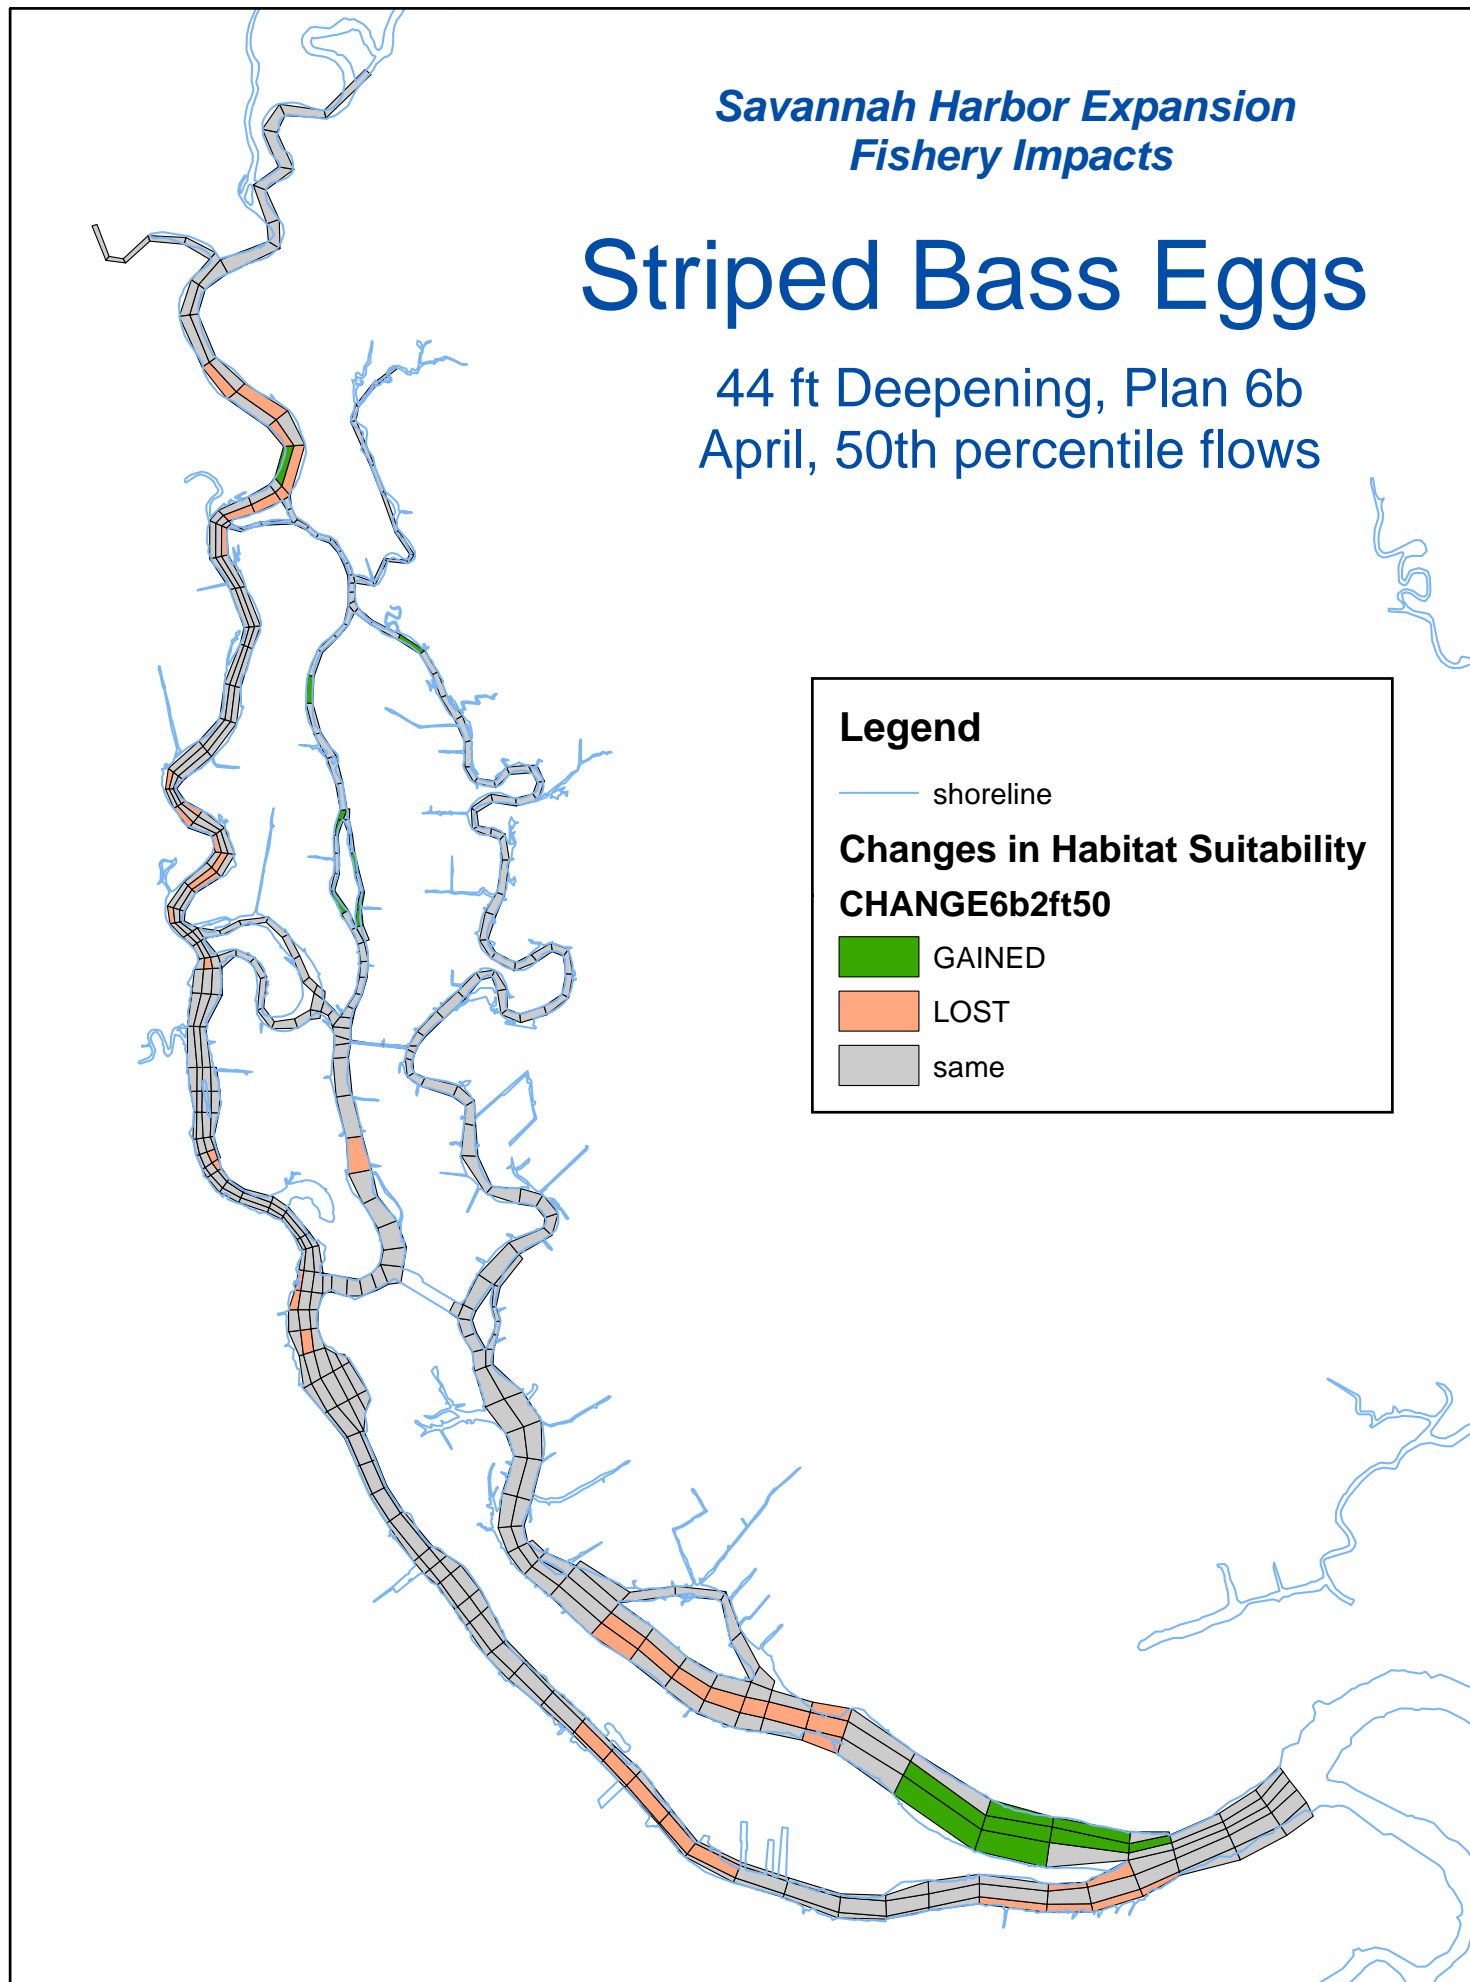 Savannah Harbor Expansion
Fishery Impacts
Striped Bass Eggs
44 ft Deepening, Plan 6b
April, 50th percentile flows
Legend
shoreline
Changes in Habitat Suitability
CHANGE6b2ft50
GAINED
LOST
same